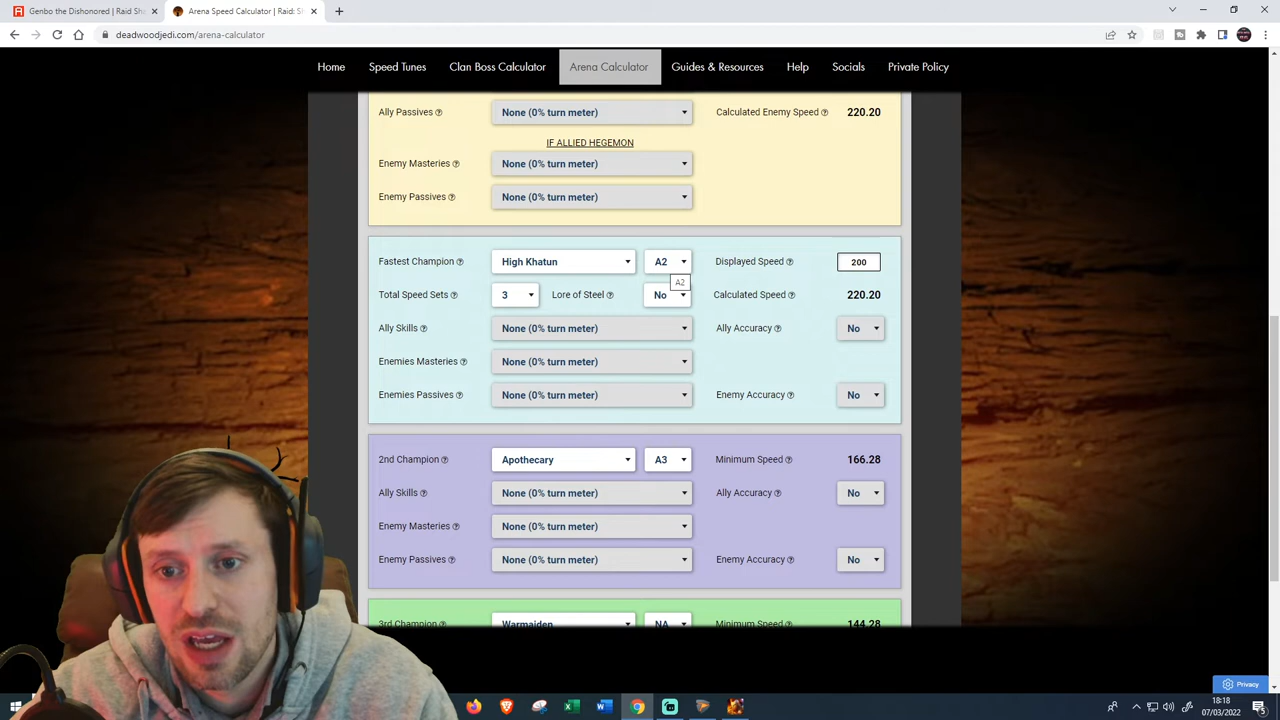 Genbo the Dishonored | Raid Sha
Arena Speed Calculator | Raid: Sh
deadwoodjedi.com/arena-calculator
Home Speed Tunes Clan Boss Calculator Arena Calculator Guides & Resources Help Socials Private Policy
Ally Passives None (0% turn meter) Calculated Enemy Speed 220.20
IF ALLIED HEGEMON
Enemy Masteries None (0% turn meter)
Enemy Passives None (0% turn meter)
Fastest Champion High Khatun A2 Displayed Speed 200
A2
Total Speed Sets 3 Lore of Steel No Calculated Speed 220.20
Ally Skills None (0% turn meter) Ally Accuracy No
Enemies Masteries None (0% turn meter)
Enemies Passives None (0% turn meter) Enemy Accuracy No
2nd Champion Apothecary A3 Minimum Speed 166.28
Ally Skills None (0% turn meter) Ally Accuracy No
Enemy Masteries None (0% turn meter)
Enemy Passives None (0% turn meter) Enemy Accuracy No
3rd Champion Warmaiden NA Minimum Speed 144.28
Privacy
18:18
07/03/2022